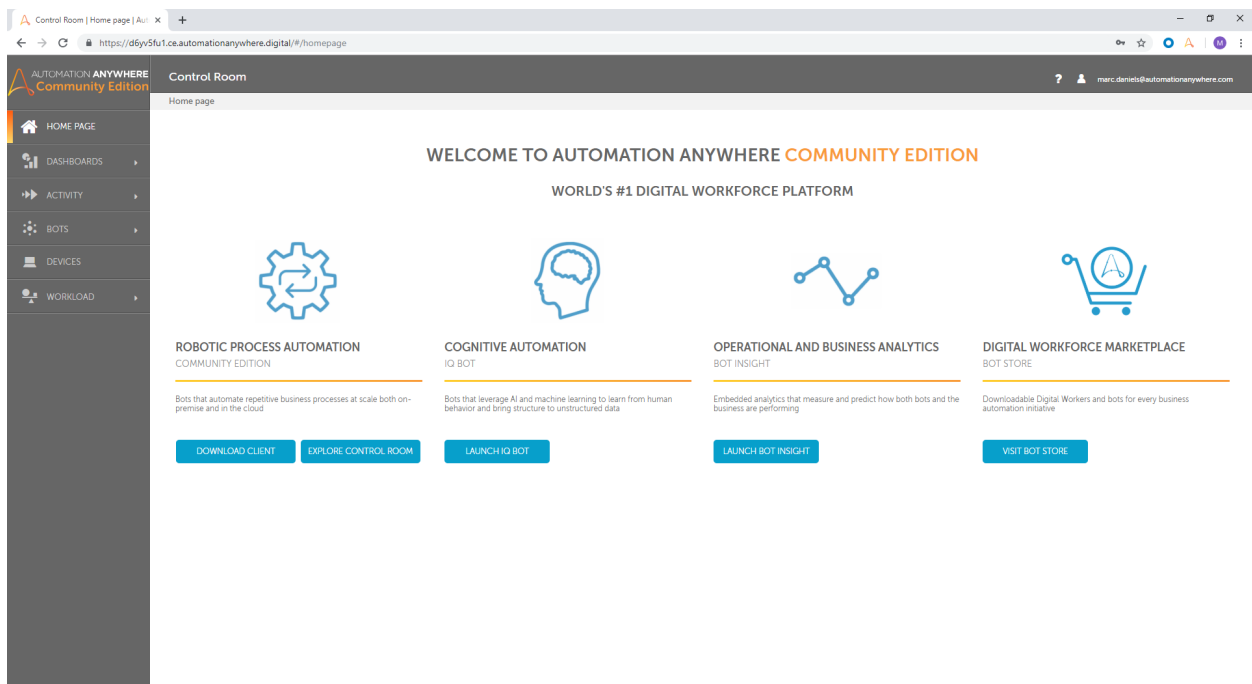 Control Room | Home page | Aut
https://d6yv5fu1.ce.automationanywhere.digital/#/homepage
M
AUTOMATION ANYWHERE
Community Edition
Control Room
? marc.daniels@automationanywhere.com
Home page
HOME PAGE
DASHBOARDS
ACTIVITY
BOTS
DEVICES
WORKLOAD
WELCOME TO AUTOMATION ANYWHERE COMMUNITY EDITION
WORLD'S #1 DIGITAL WORKFORCE PLATFORM
ROBOTIC PROCESS AUTOMATION
COMMUNITY EDITION
Bots that automate repetitive business processes at scale both on-
premise and in the cloud
DOWNLOAD CLIENT
EXPLORE CONTROL ROOM
COGNITIVE AUTOMATION
IQ BOT
Bots that leverage AI and machine learning to learn from human
behavior and bring structure to unstructured data
LAUNCH IQ BOT
OPERATIONAL AND BUSINESS ANALYTICS
BOT INSIGHT
Embedded analytics that measure and predict how both bots and the
business are performing
LAUNCH BOT INSIGHT
DIGITAL WORKFORCE MARKETPLACE
BOT STORE
Downloadable Digital Workers and bots for every business
automation initiative
VISIT BOT STORE